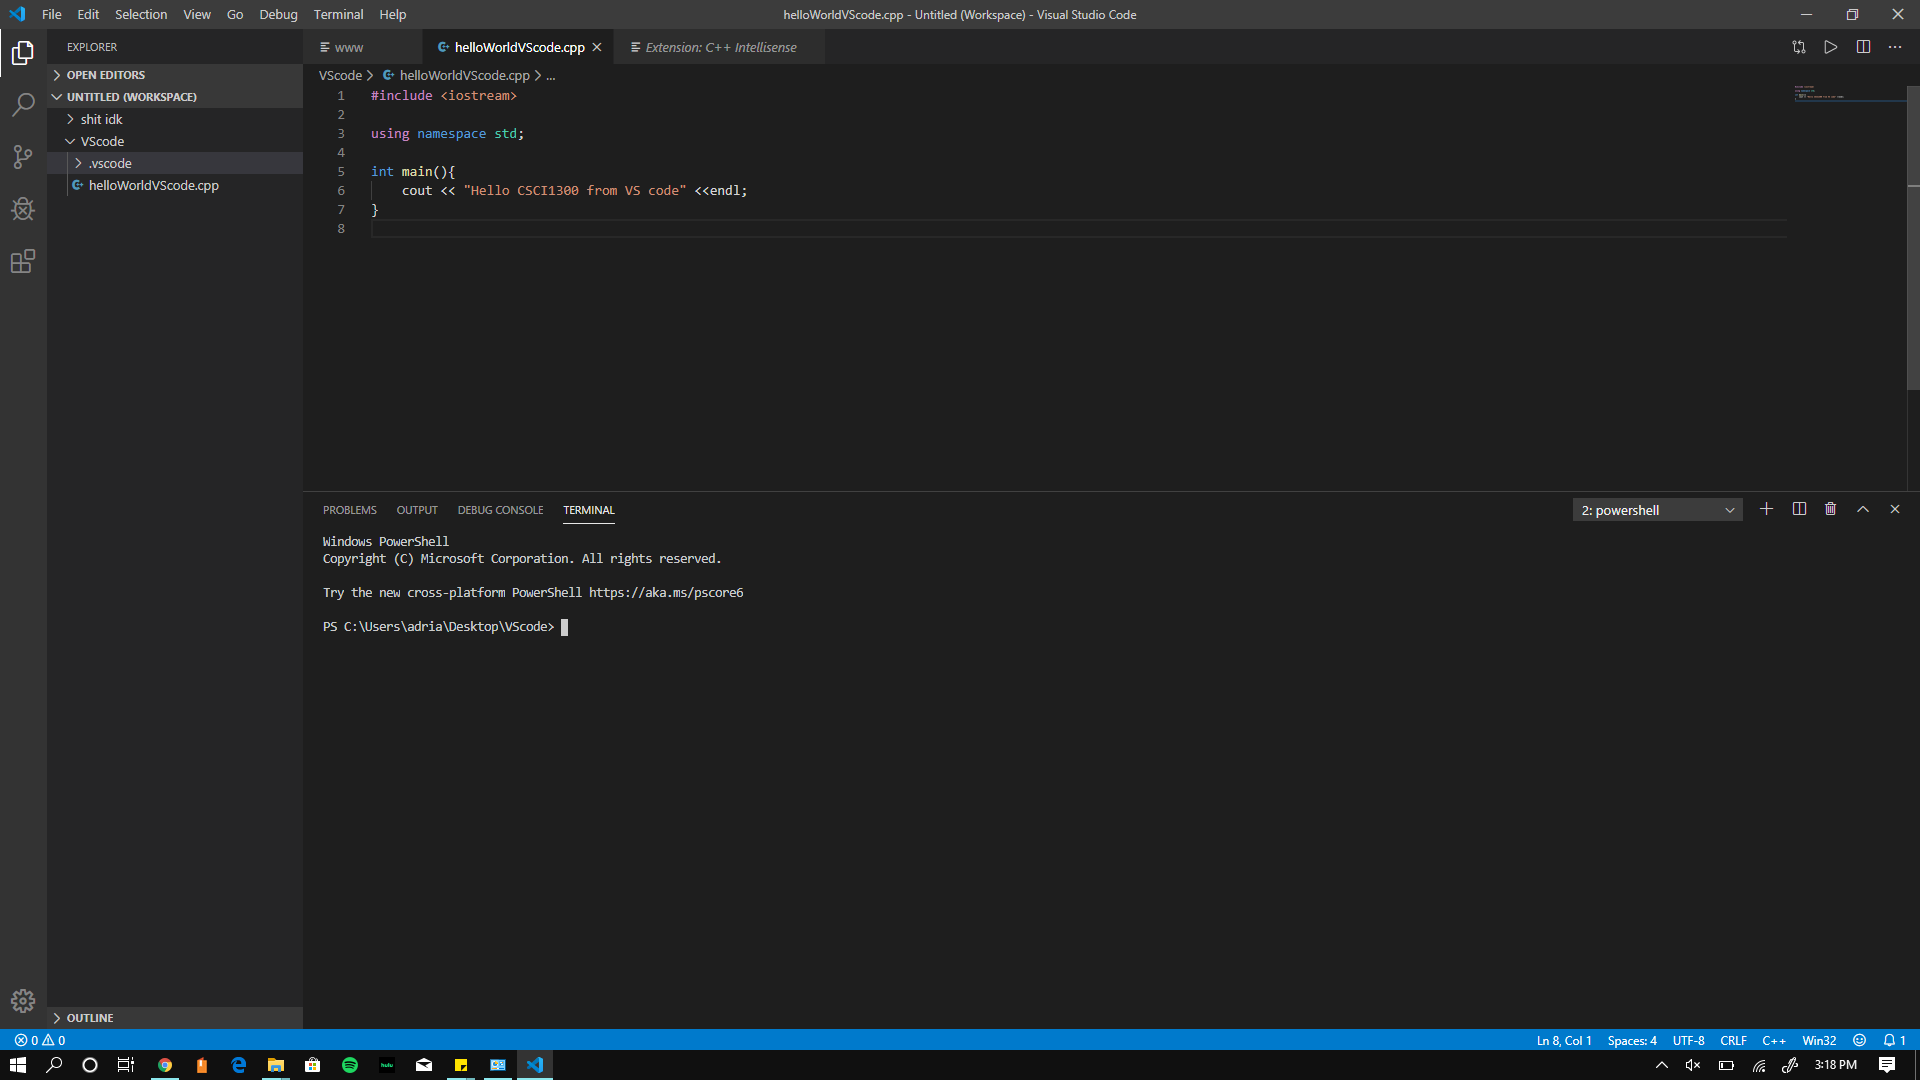 File Edit Selection View Go Debug Terminal Help
helloWorldVScode.cpp - Untitled (Workspace) - Visual Studio Code
EXPLORER
OPEN EDITORS
UNTITLED (WORKSPACE)
shit idk
VScode
.vscode
helloWorldVScode.cpp
OUTLINE
www
helloWorldVScode.cpp
Extension: C++ Intellisense
VScode > helloWorldVScode.cpp > ...
1 #include <iostream>
2
3 using namespace std;
4
5 int main(){
6 cout << "Hello CSCI1300 from VS code" <<endl;
7 }
8
PROBLEMS OUTPUT DEBUG CONSOLE TERMINAL
2: powershell
Windows PowerShell
Copyright (C) Microsoft Corporation. All rights reserved.
Try the new cross-platform PowerShell https://aka.ms/pscore6
PS C:\Users\adria\Desktop\VScode>
0 0
Ln 8, Col 1 Spaces: 4 UTF-8 CRLF C++ Win32 1
hulu
3:18 PM